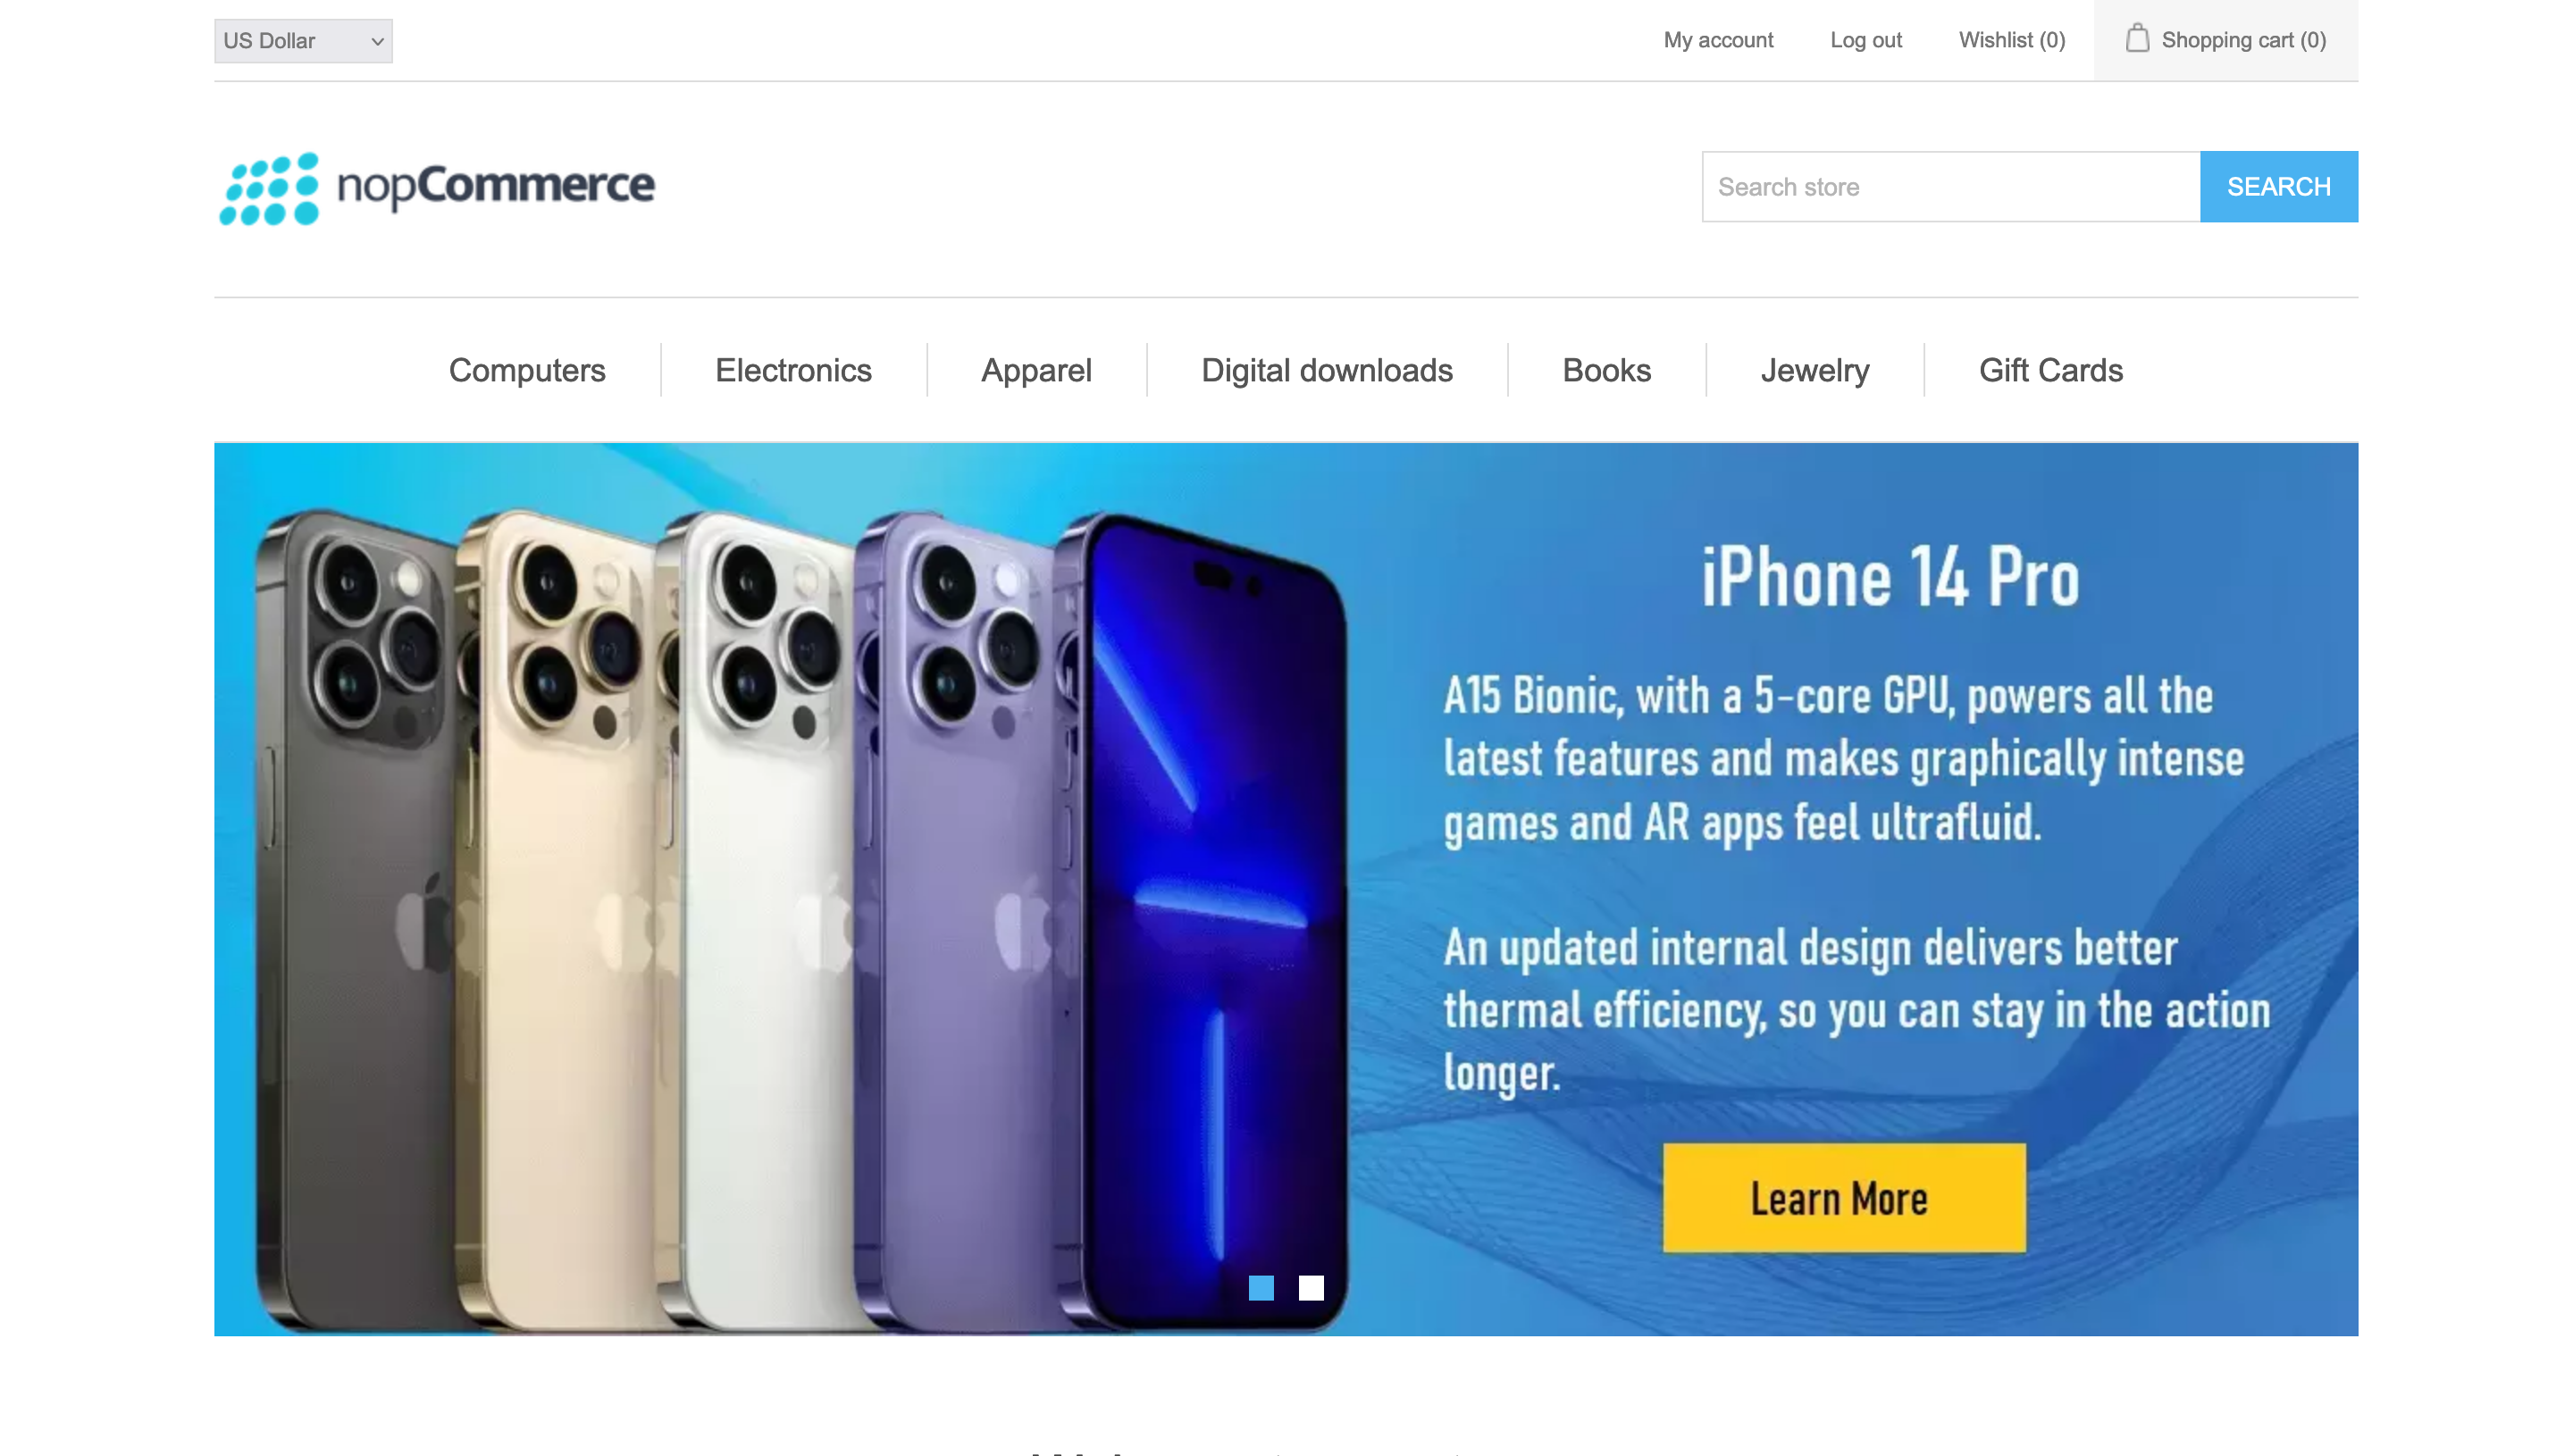 US Dollar
My account
Log out
Wishlist (0)
Shopping cart (0)
nopCommerce
Search store
SEARCH
Computers
Electronics
Apparel
Digital downloads
Books
Jewelry
Gift Cards
iPhone 14 Pro
A15 Bionic, with a 5-core GPU, powers all the
latest features and makes graphically intense
games and AR apps feel ultrafluid.
An updated internal design delivers better
thermal efficiency, so you can stay in the action
longer.
Learn More